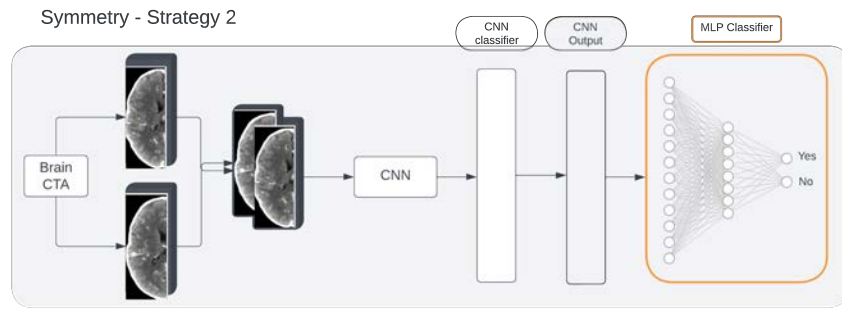 Symmetry - Strategy 2
CNN
classifier
CNN
Output
MLP Classifier
Brain
CTA
CNN
Yes
No